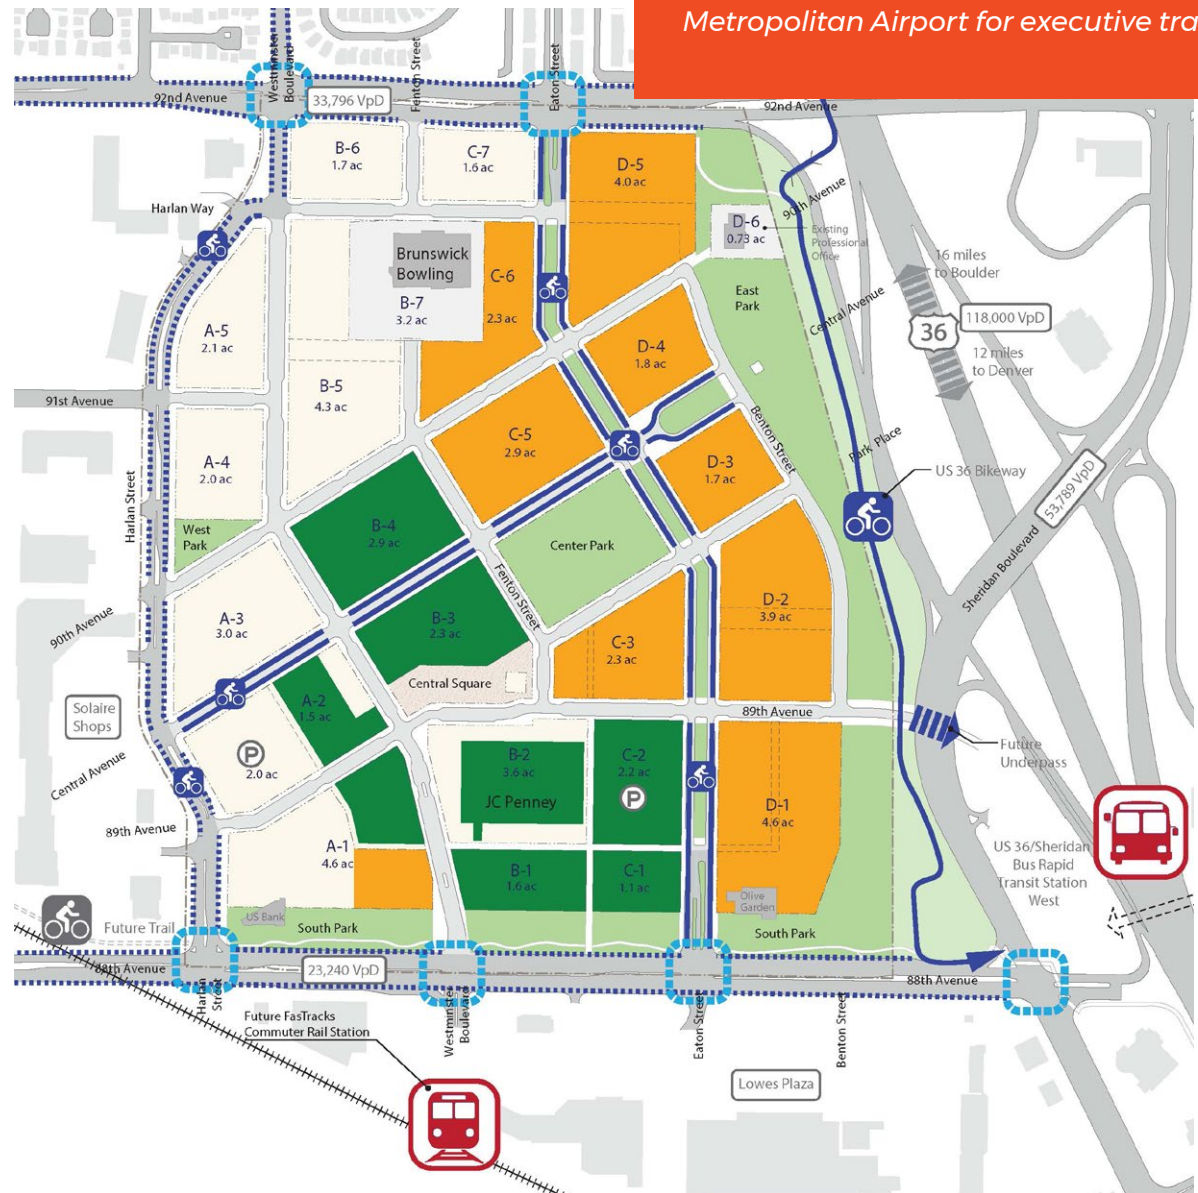 Metropolitan Airport for executive tra
92nd Avenue
Westminster
Boulevard
33,796 VpD
Fenton Street
Eaton Street
92nd Avenue
B-6
1.7 ac
C-7
1.6 ac
D-5
4.0 ac
90th Avenue
Harlan Way
D-6
0.73 ac
Existing
Professional
Office
Brunswick
Bowling
B-7
3.2 ac
C-6
2.3 ac
16 miles
to Boulder
East
Park
Central Avenue
36
118,000 VpD
12 miles
to Denver
A-5
2.1 ac
D-4
1.8 ac
B-5
4.3 ac
91st Avenue
C-5
2.9 ac
Benton Street
Park Place
A-4
2.0 ac
D-3
1.7 ac
US 36 Bikeway
53,789 VpD
Harlan Street
West
Park
B-4
2.9 ac
Center Park
Fenton Street
Sheridan Boulevard
90th Avenue
A-3
3.0 ac
B-3
2.3 ac
D-2
3.9 ac
C-3
2.3 ac
Central Square
Solaire
Shops
A-2
1.5 ac
89th Avenue
Future
Underpass
P
2.0 ac
Central Avenue
B-2
3.6 ac
JC Penney
C-2
2.2 ac
P
D-1
4.6 ac
89th Avenue
A-1
4.6 ac
US 36/Sheridan
Bus Rapid
Transit Station
West
B-1
1.6 ac
C-1
1.1 ac
Olive
Garden
US Bank
South Park
South Park
Future Trail
88th Avenue
23,240 VpD
88th Avenue
Harlan
Street
Westminster
Boulevard
Eaton Street
Benton Street
Future FasTracks
Commuter Rail Station
Lowes Plaza